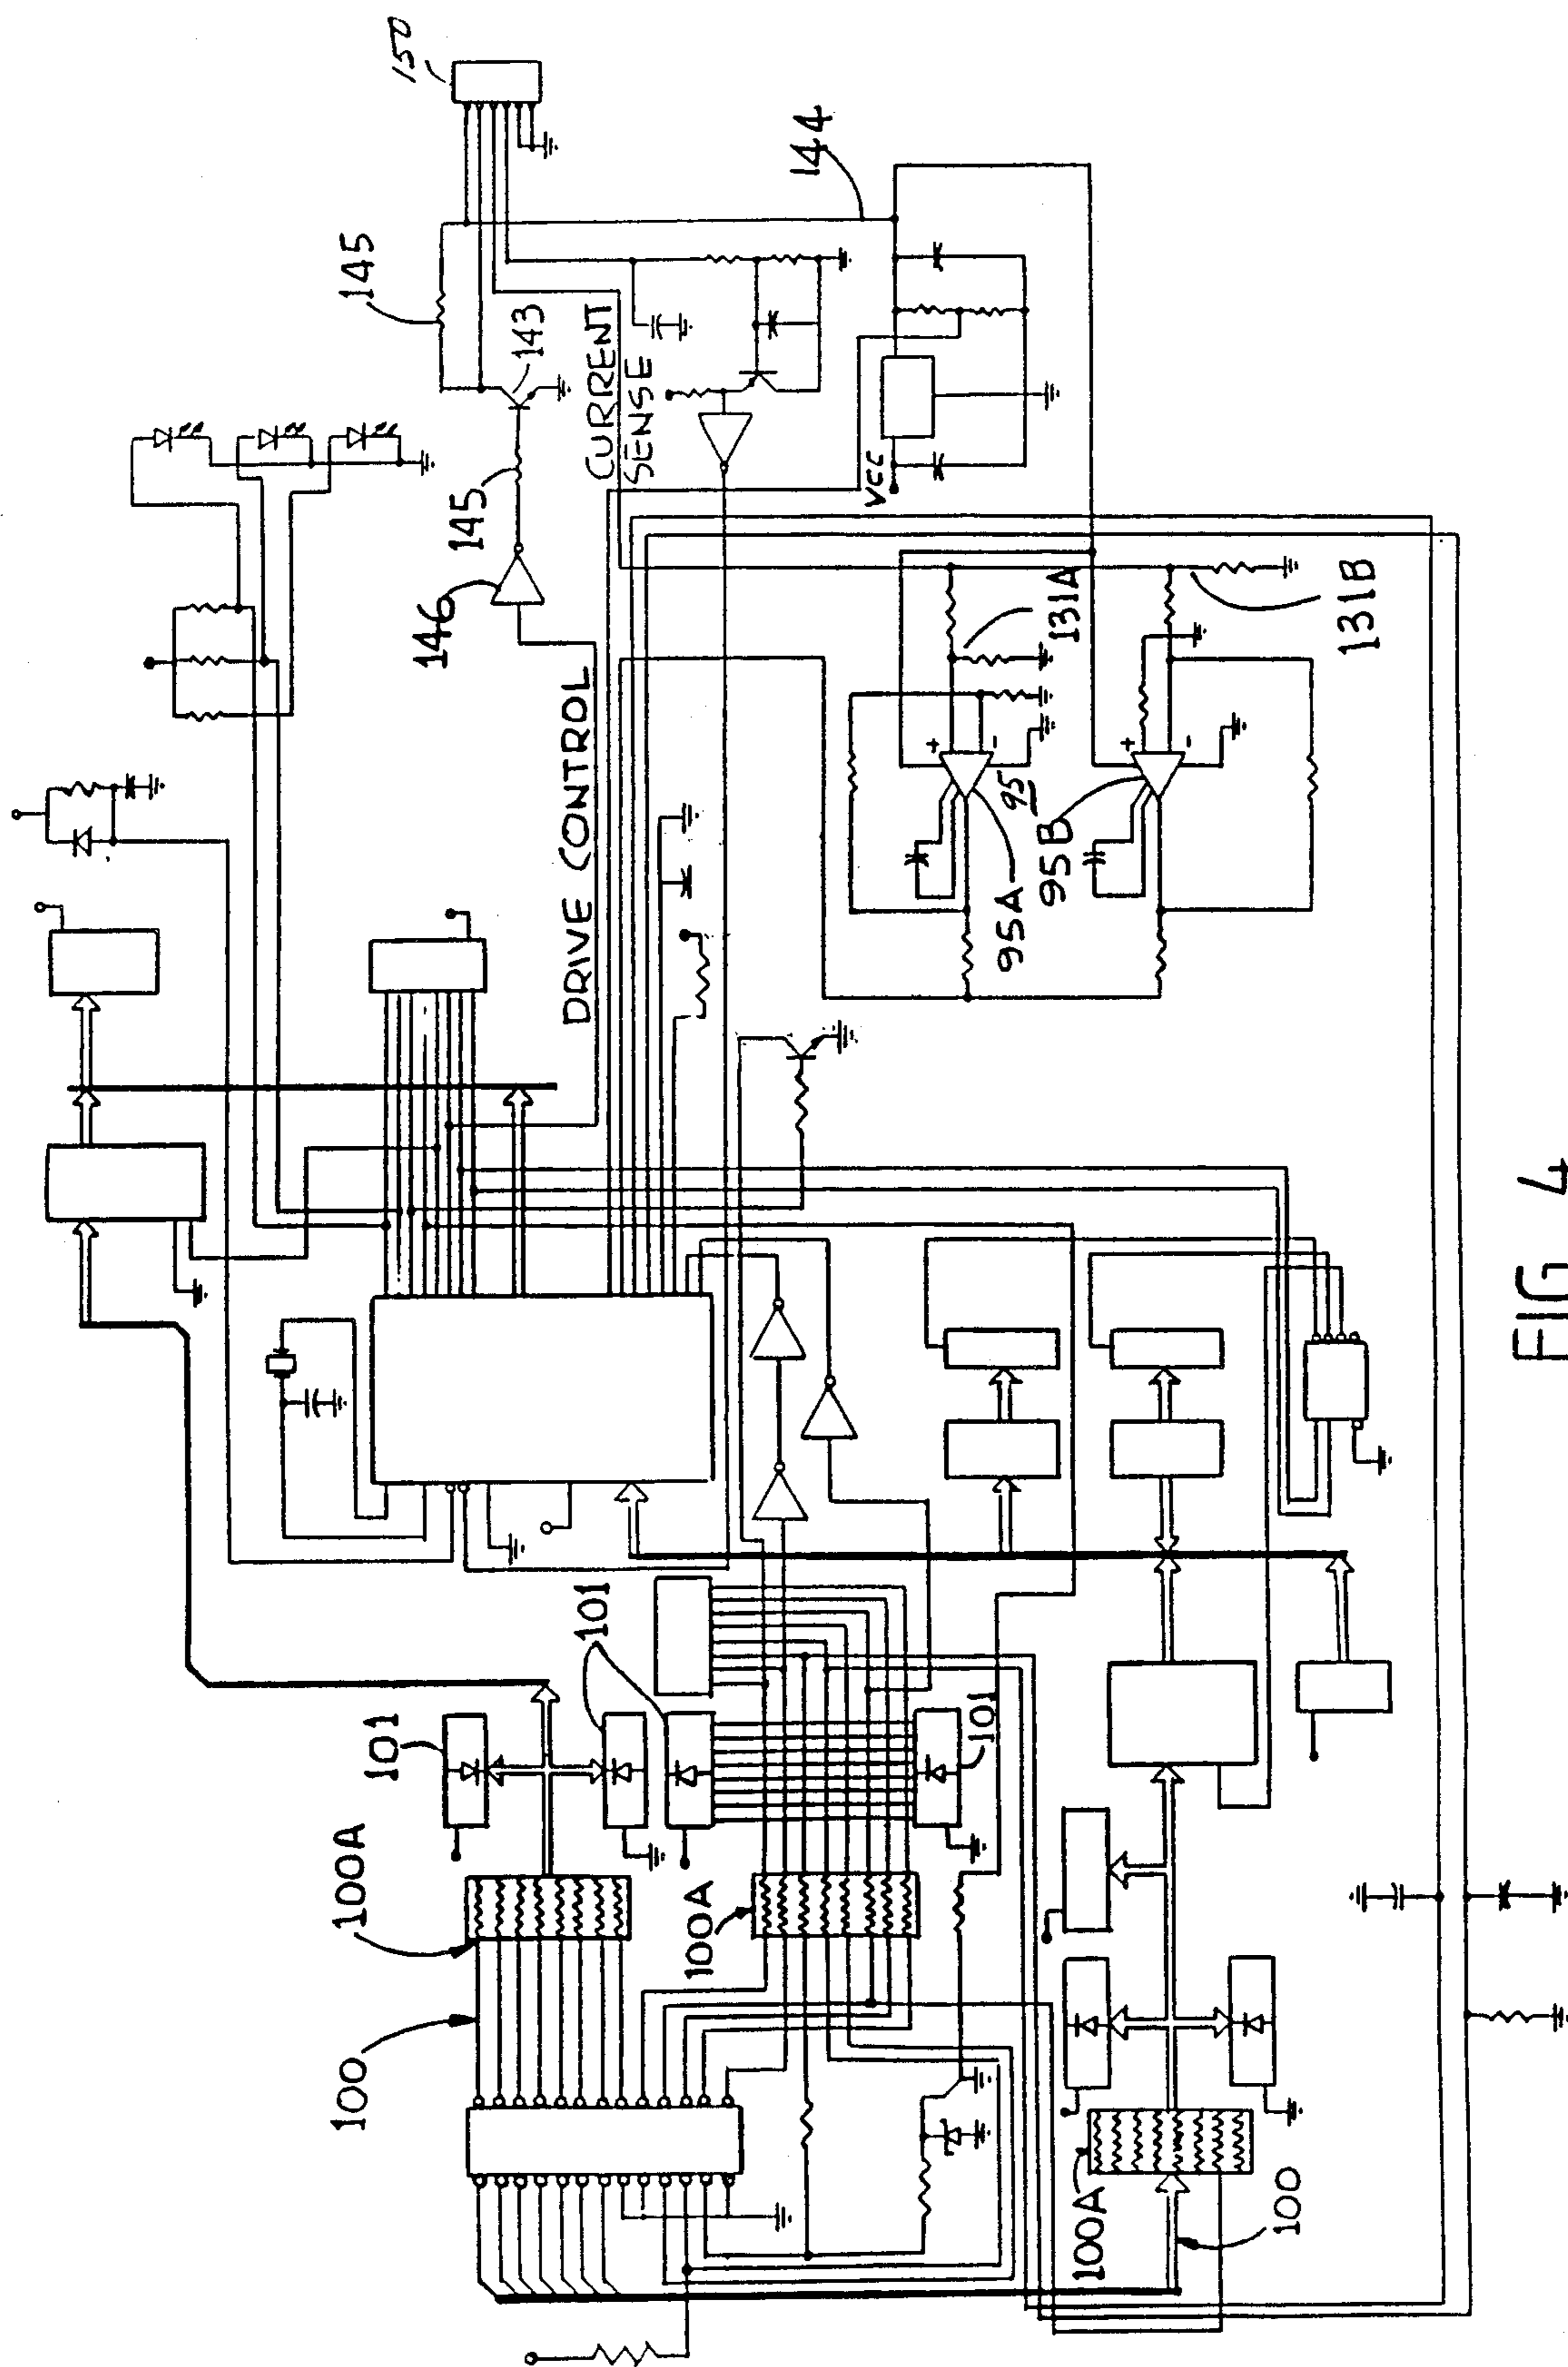 150
144
145
143
CURRENT
SENSE
145
146
VCC
DRIVE CONTROL
131A
131B
+
-
95
+
-
95A
95B
101
101
100A
100A
101
100
100A
100
FIG 4